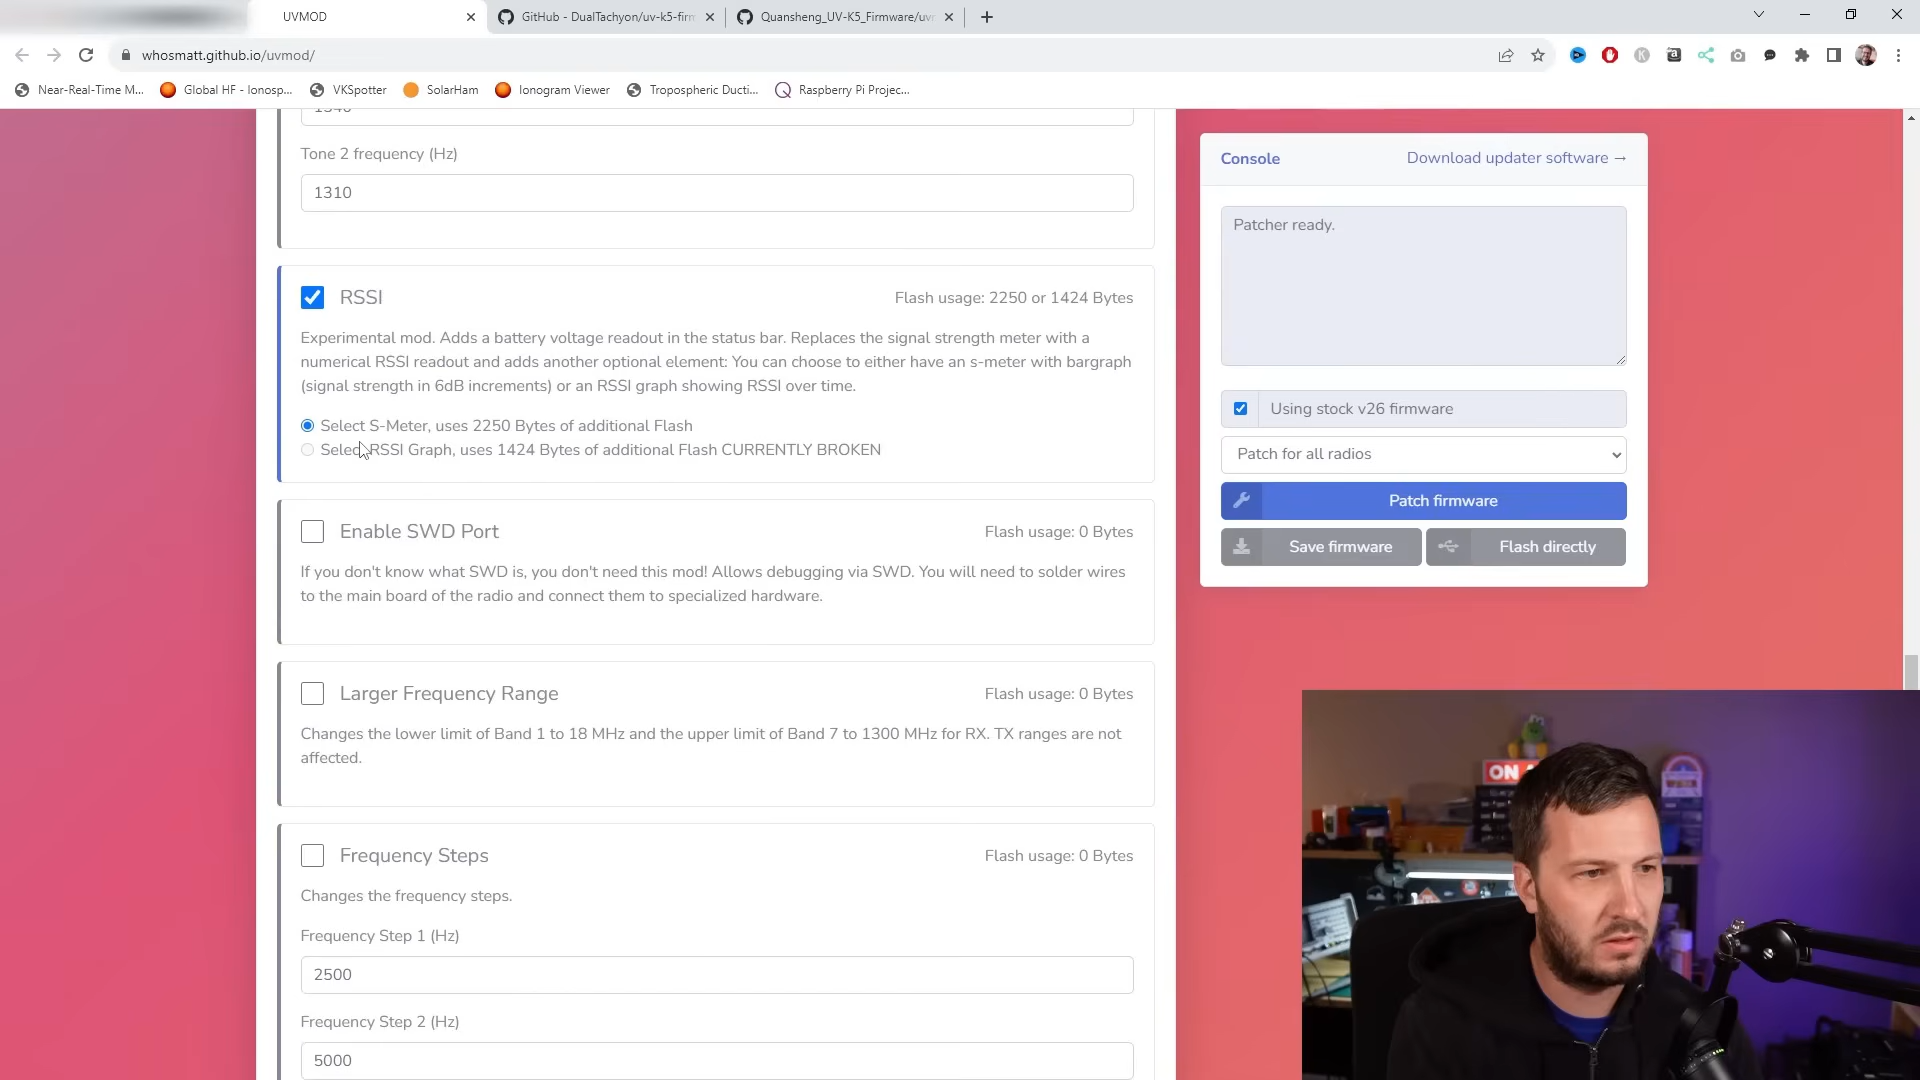 UVMOD
GitHub - DualTachyon/uv-k5-firm
Quansheng_UV-K5_Firmware/uv
whosmatt.github.io/uvmod/
Near-Real-Time M...
Global HF - Ionosp...
VKSpotter
SolarHam
Ionogram Viewer
Tropospheric Ducti...
Raspberry Pi Projec...
1340
Tone 2 frequency (Hz)
1310
RSSI
Flash usage: 2250 or 1424 Bytes
Experimental mod. Adds a battery voltage readout in the status bar. Replaces the signal strength meter with a
numerical RSSI readout and adds another optional element: You can choose to either have an s-meter with bargraph
(signal strength in 6dB increments) or an RSSI graph showing RSSI over time.
Select S-Meter, uses 2250 Bytes of additional Flash
Select RSSI Graph, uses 1424 Bytes of additional Flash CURRENTLY BROKEN
Enable SWD Port
Flash usage: 0 Bytes
If you don't know what SWD is, you don't need this mod! Allows debugging via SWD. You will need to solder wires
to the main board of the radio and connect them to specialized hardware.
Larger Frequency Range
Flash usage: 0 Bytes
Changes the lower limit of Band 1 to 18 MHz and the upper limit of Band 7 to 1300 MHz for RX. TX ranges are not
affected.
Frequency Steps
Flash usage: 0 Bytes
Changes the frequency steps.
Frequency Step 1 (Hz)
2500
Frequency Step 2 (Hz)
5000
Console
Download updater software →
Patcher ready.
Using stock v26 firmware
Patch for all radios
Patch firmware
Save firmware
Flash directly
ON A